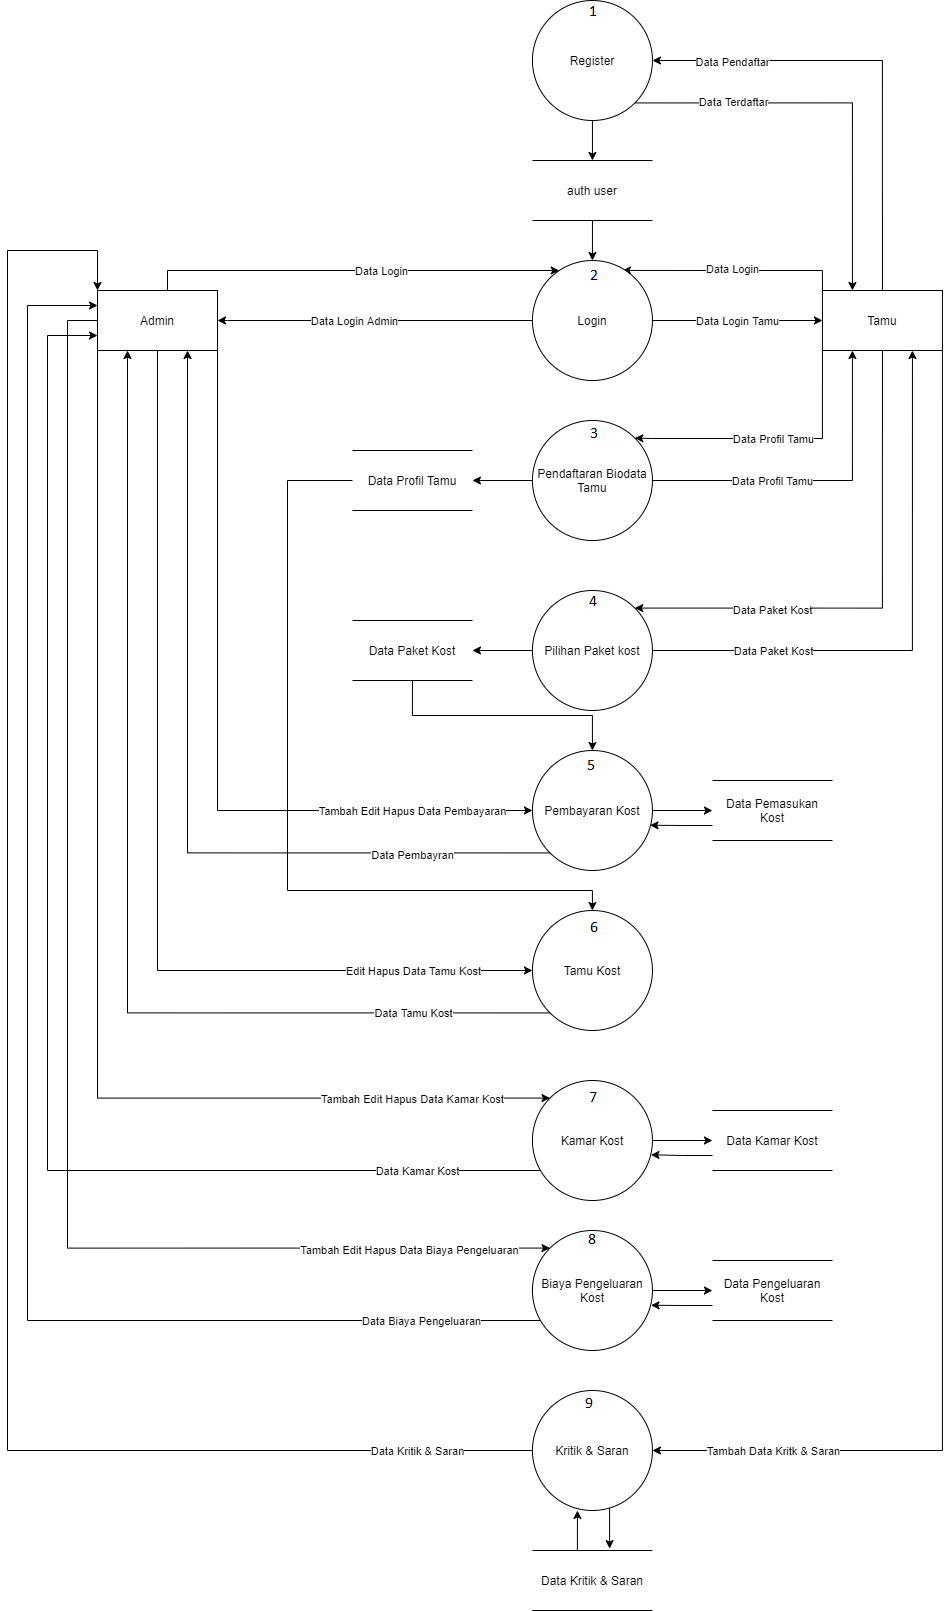 1
Register
Data Pendaftar
Data Terdaftar
auth user
2
Data Login
Data Login
Admin
Data Login Admin
Login
Data Login Tamu
Tamu
3
Data Profil Tamu
Data Profil Tamu
Pendaftaran Biodata
Tamu
Data Profil Tamu
4
Data Paket Kost
Data Paket Kost
Pilihan Paket kost
Data Paket Kost
5
Tambah Edit Hapus Data Pembayaran
Pembayaran Kost
Data Pemasukan
Kost
Data Pembayran
6
Edit Hapus Data Tamu Kost
Tamu Kost
Data Tamu Kost
7
Tambah Edit Hapus Data Kamar Kost
Kamar Kost
Data Kamar Kost
Data Kamar Kost
8
Tambah Edit Hapus Data Biaya Pengeluaran
Biaya Pengeluaran
Kost
Data Pengeluaran
Kost
Data Biaya Pengeluaran
9
Data Kritik & Saran
Kritik & Saran
Tambah Data Kritk & Saran
Data Kritik & Saran